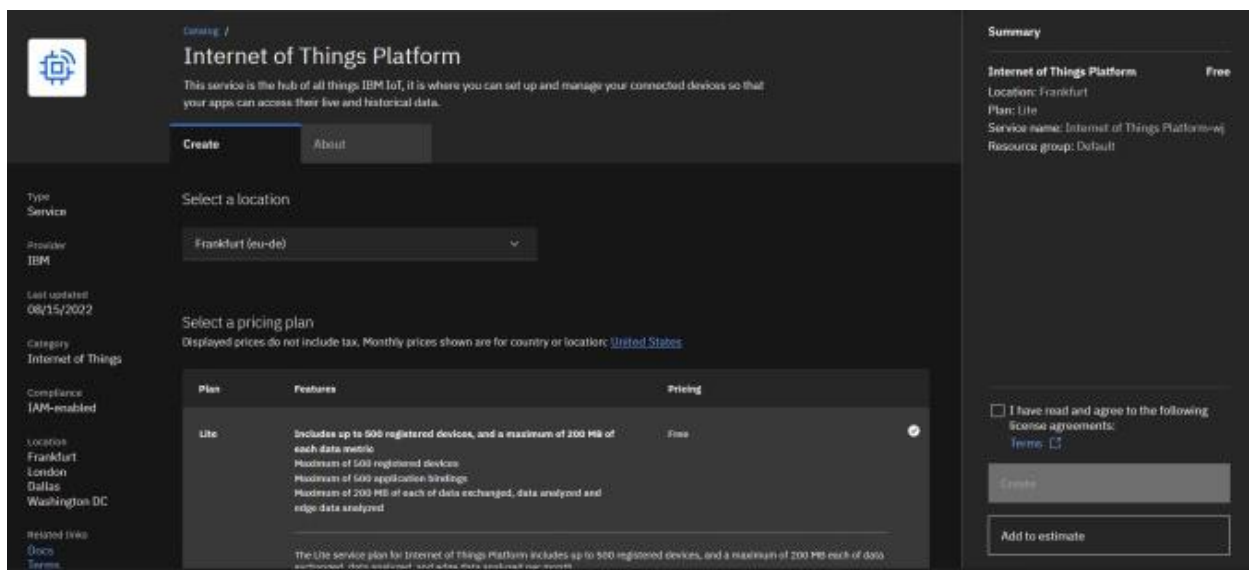 Catalog /
Internet of Things Platform
This service is the hub of all things IBM IoT, it is where you can set up and manage your connected devices so that
your apps can access their live and historical data.
Create
About
Type
Service
Provider
IBM
Last updated
08/15/2022
Category
Internet of Things
Compliance
IAM-enabled
Location
Frankfurt
London
Dallas
Washington DC
Related links
Docs
Terms
Select a location
Frankfurt (eu-de)
Select a pricing plan
Displayed prices do not include tax. Monthly prices shown are for country or location: United States
Plan
Features
Pricing
Lite
Includes up to 500 registered devices, and a maximum of 200 MB of
each data metric
Maximum of 500 registered devices
Maximum of 500 application bindings
Maximum of 200 MB of each of data exchanged, data analyzed and
edge data analyzed
Free
The Lite service plan for Internet of Things Platform includes up to 500 registered devices, and a maximum of 200 MB each of data
exchanged, data analyzed, and edge data analyzed per month
Summary
Internet of Things Platform Free
Location: Frankfurt
Plan: Lite
Service name: Internet of Things Platform-wj
Resource group: Default
I have read and agree to the following
license agreements:
Terms
Create
Add to estimate